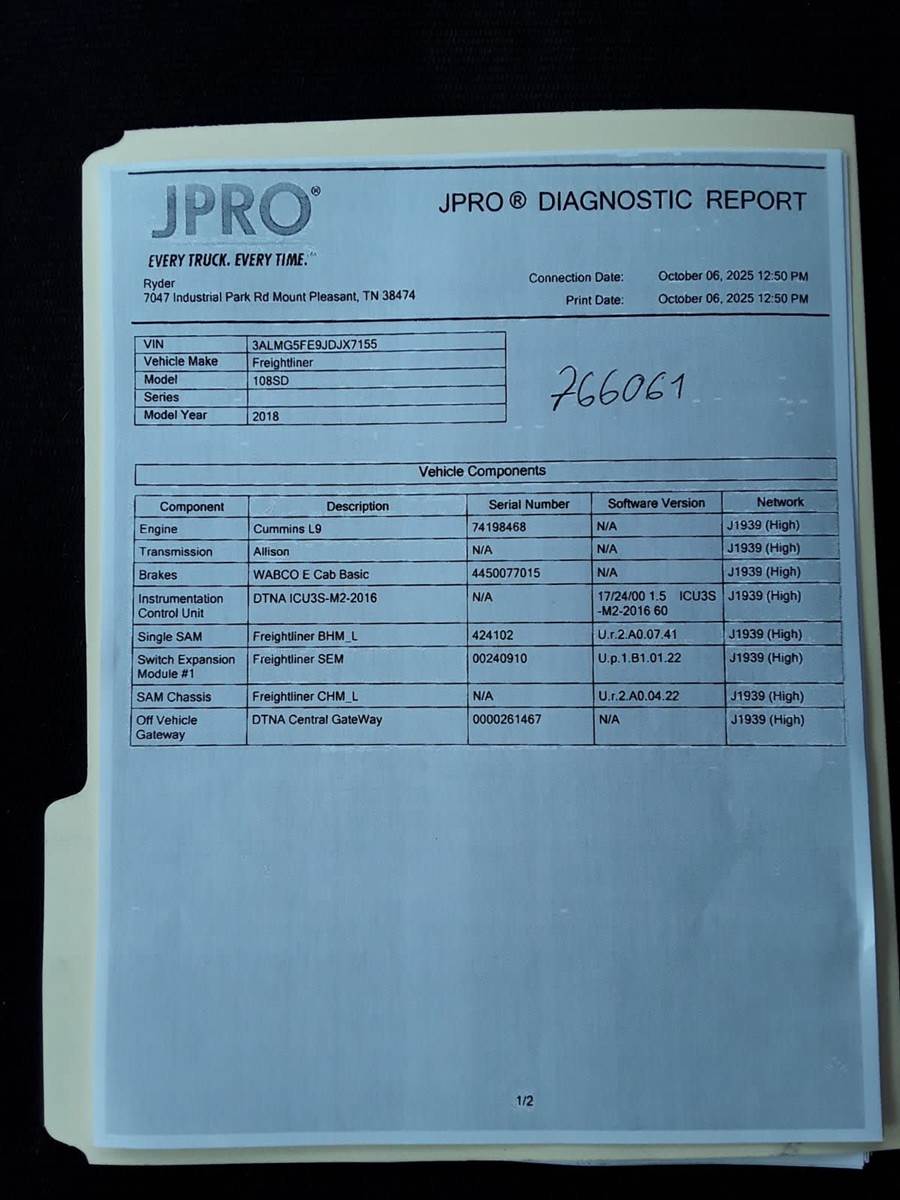 JPRO®
JPRO® DIAGNOSTIC REPORT
EVERY TRUCK. EVERY TIME.™
Ryder
7047 Industrial Park Rd Mount Pleasant, TN 38474
Connection Date: October 06, 2025 12:50 PM
Print Date: October 06, 2025 12:50 PM
VIN 3ALMG5FE9JDJX7155
Vehicle Make Freightliner
Model 108SD
Series
Model Year 2018
766061
Vehicle Components
Component Description Serial Number Software Version Network
Engine Cummins L9 74198468 N/A J1939 (High)
Transmission Allison N/A N/A J1939 (High)
Brakes WABCO E Cab Basic 4450077015 N/A J1939 (High)
Instrumentation DTNA ICU3S-M2-2016 N/A 17/24/00 1.5 ICU3S J1939 (High)
Control Unit -M2-2016 60
Single SAM Freightliner BHM_L 424102 U.r.2.A0.07.41 J1939 (High)
Switch Expansion Freightliner SEM 00240910 U.p.1.B1.01.22 J1939 (High)
Module #1
SAM Chassis Freightliner CHM_L N/A U.r.2.A0.04.22 J1939 (High)
Off Vehicle DTNA Central GateWay 0000261467 N/A J1939 (High)
Gateway
1/2